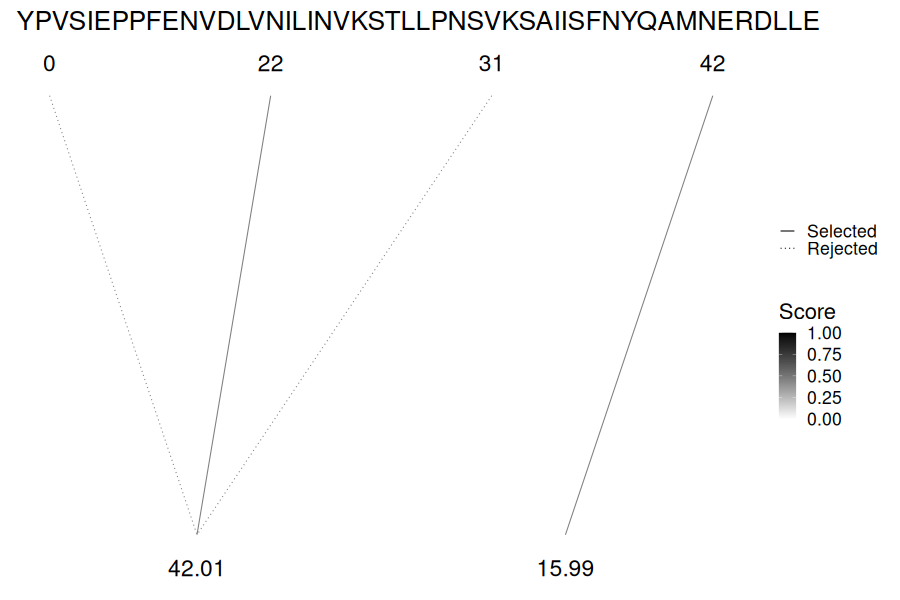 YPVSIEPPFENVDLVNILINVKSTLLPNSVKSAIISFNYQAMNERDLLE
0 22 31 42
Selected
Rejected
Score
1.00
0.75
0.50
0.25
0.00
42.01 15.99